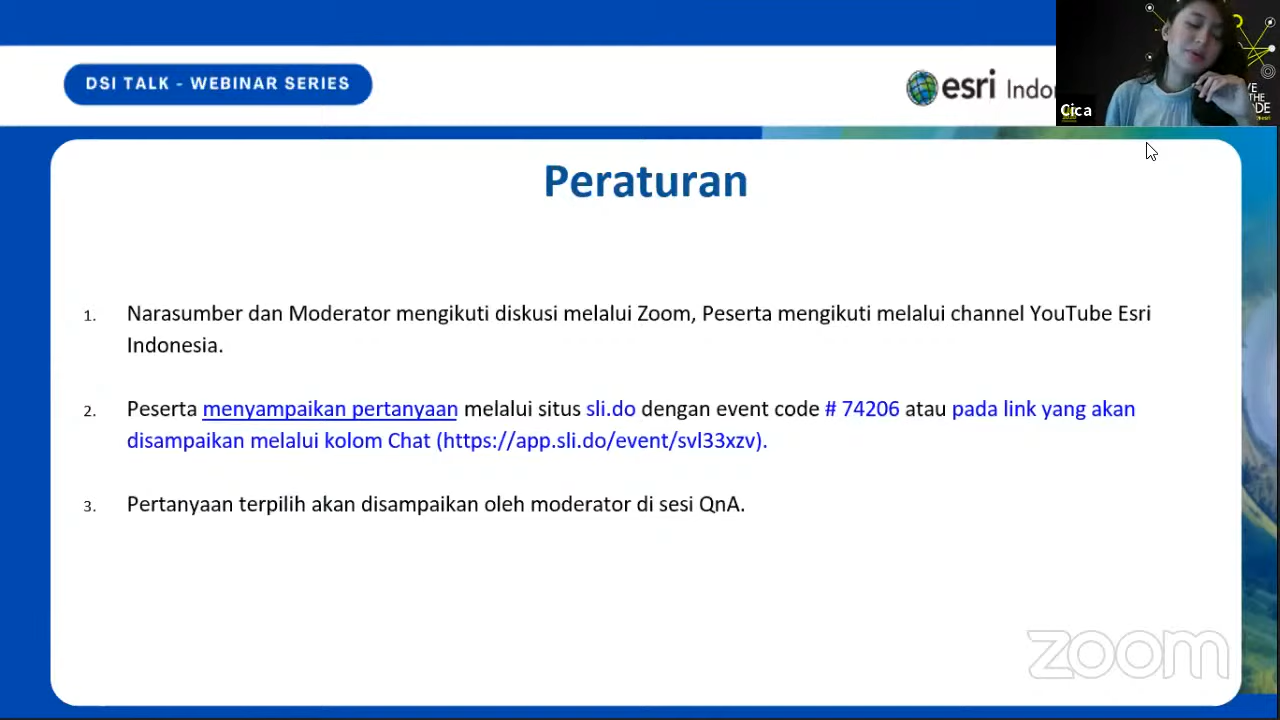 DSI TALK - WEBINAR SERIES
esri Indo
Cica
Peraturan
1. Narasumber dan Moderator mengikuti diskusi melalui Zoom, Peserta mengikuti melalui channel YouTube Esri
Indonesia.
2. Peserta menyampaikan pertanyaan melalui situs sli.do dengan event code # 74206 atau pada link yang akan
disampaikan melalui kolom Chat (https://app.sli.do/event/svl33xzv).
3. Pertanyaan terpilih akan disampaikan oleh moderator di sesi QnA.
zoom